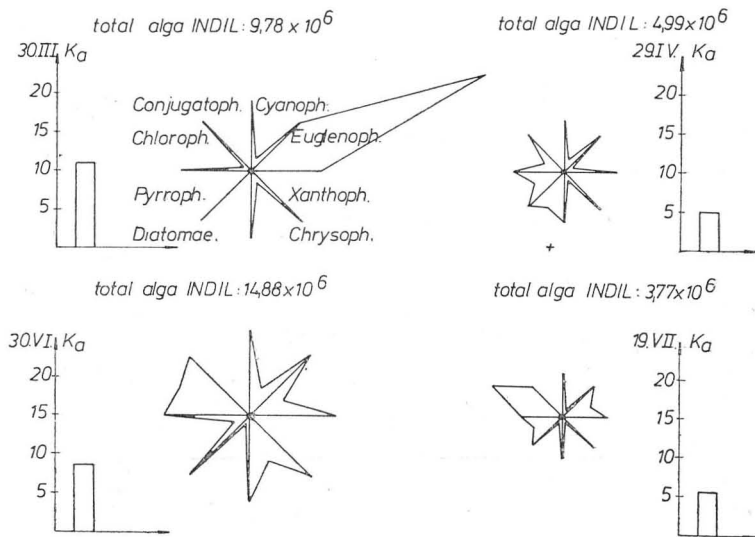 total alga INDIL: 9,78 x 10⁶
30.III. Ka
20
15
10
5
Conjugatoph. Cyanoph.
Chloroph. Euglenoph.
Pyrroph. Xanthoph.
Diatomae. Chrysoph.
total alga INDIL: 4,99x10⁶
29.IV. Ka
20
15
10
5
+
total alga INDIL: 14,88x10⁶
30.VI. Ka
20
15
10
5
total alga INDIL: 3,77x10⁶
19.VII. Ka
20
15
10
5